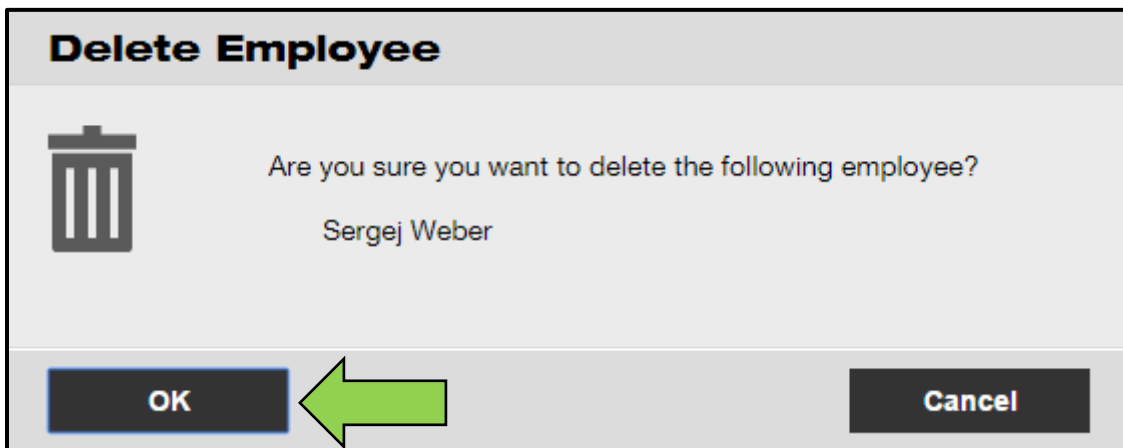 Delete Employee
Are you sure you want to delete the following employee?
Sergej Weber
OK
Cancel